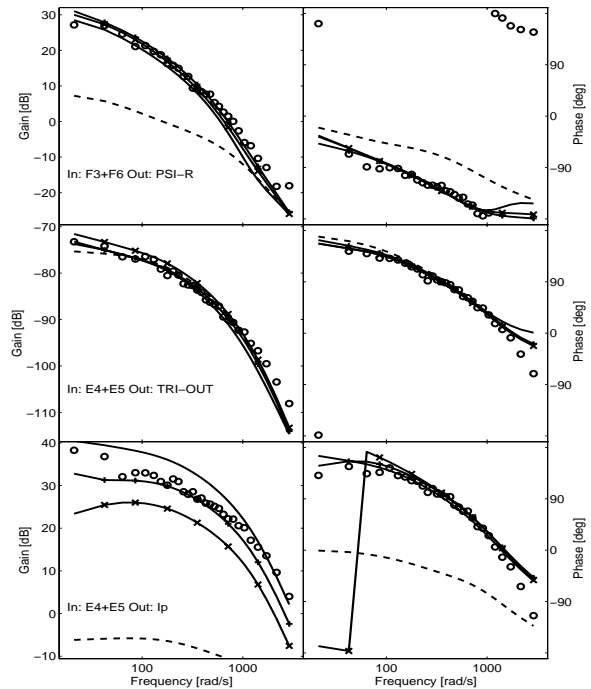 30
20
10
0
−10
−20
Gain [dB]
In: F3+F6 Out: PSI−R
90
0
−90
Phase [deg]
−70
−80
−90
−100
−110
Gain [dB]
In: E4+E5 Out: TRI−OUT
90
0
−90
Phase [deg]
40
30
20
10
0
−10
Gain [dB]
In: E4+E5 Out: Ip
90
0
−90
Phase [deg]
100
1000
Frequency [rad/s]
100
1000
Frequency [rad/s]